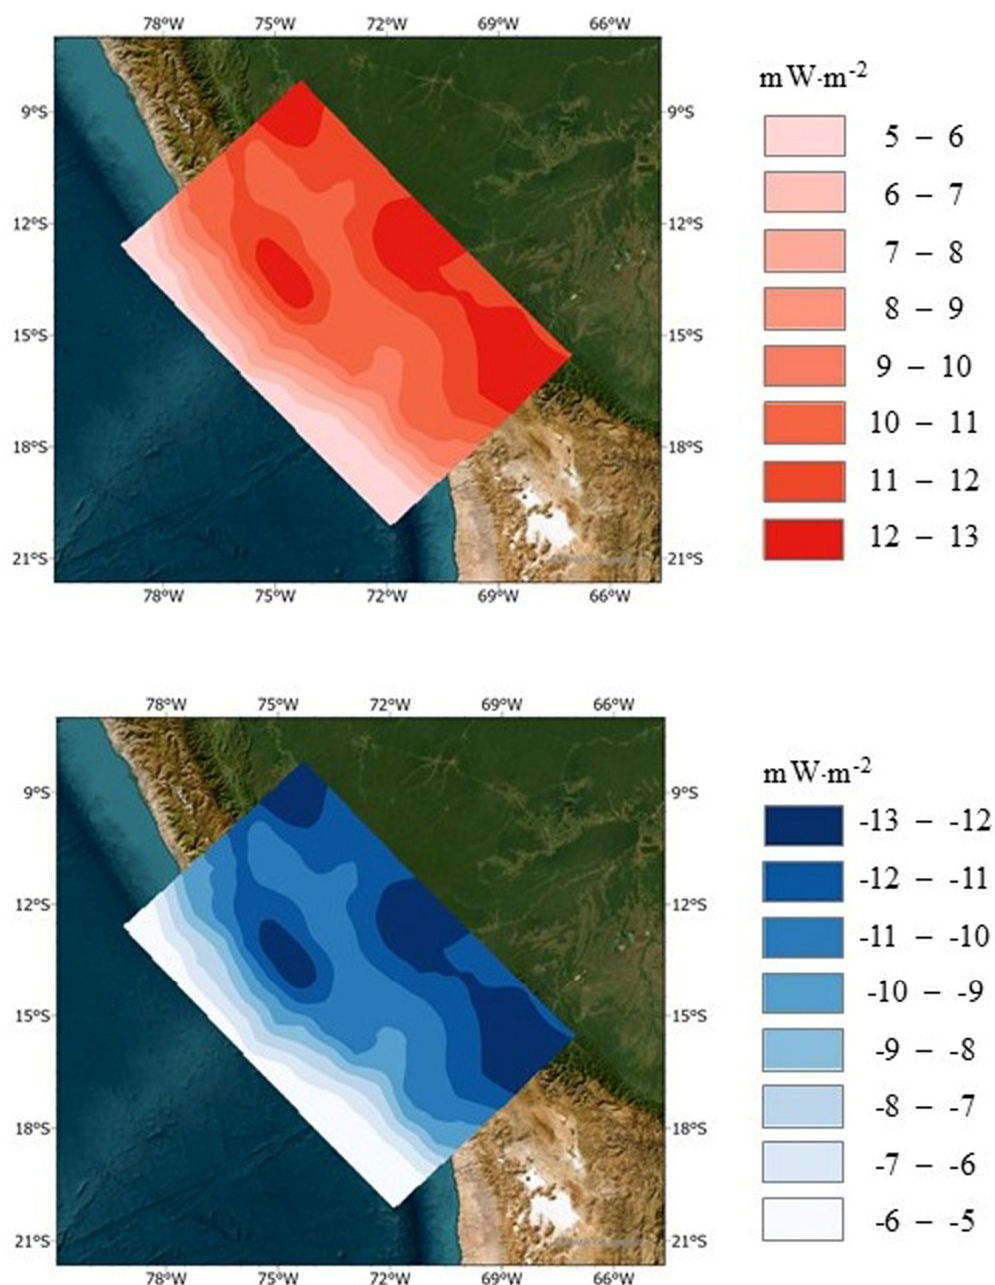 78°W 75°W 72°W 69°W 66°W
mW·m-2
9°S 9°S
5 – 6
6 – 7
12°S 12°S
7 – 8
8 – 9
15°S 15°S
9 – 10
10 – 11
18°S 18°S
11 – 12
12 – 13
21°S 21°S
78°W 75°W 72°W 69°W 66°W
78°W 75°W 72°W 69°W 66°W
mW·m-2
9°S 9°S
-13 – -12
-12 – -11
12°S 12°S
-11 – -10
-10 – -9
15°S 15°S
-9 – -8
-8 – -7
18°S 18°S
-7 – -6
-6 – -5
21°S 21°S
78°W 75°W 72°W 69°W 66°W